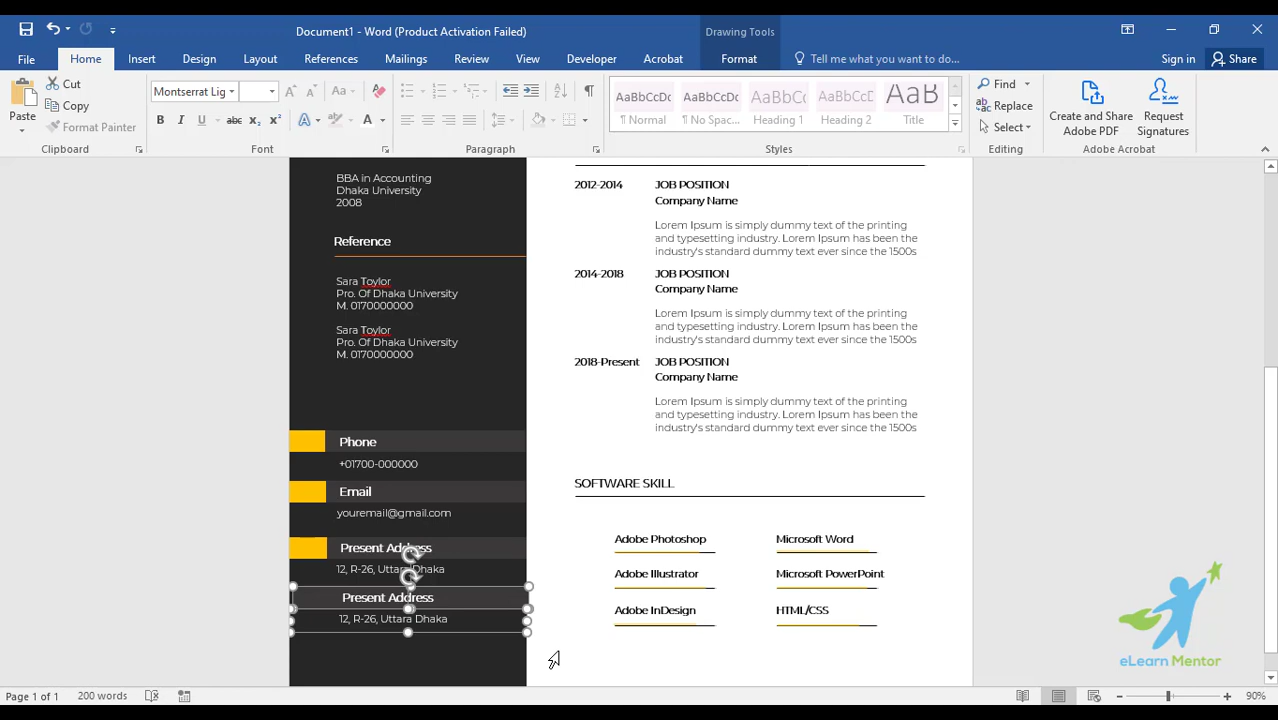 Document1 - Word (Product Activation Failed)
Drawing Tools
File
Home
Insert
Design
Layout
References
Mailings
Review
View
Developer
Acrobat
Format
Tell me what you want to do...
Sign in
Share
Paste
Cut
Copy
Format Painter
Clipboard
Montserrat Lig
Font
Paragraph
AaBbCcDc
¶ Normal
AaBbCcDc
¶ No Spac...
AaBbCc
Heading 1
AaBbCcDc
Heading 2
AaB
Title
Styles
Find
Replace
Select
Editing
Create and Share
Adobe PDF
Request
Signatures
Adobe Acrobat
BBA in Accounting
Dhaka University
2008
Reference
Sara Toylor
Pro. Of Dhaka University
M. 0170000000
Sara Toylor
Pro. Of Dhaka University
M. 0170000000
Phone
+01700-000000
Email
youremail@gmail.com
Present Address
12, R-26, Uttara Dhaka
Present Address
12, R-26, Uttara Dhaka
2012-2014
JOB POSITION
Company Name
Lorem Ipsum is simply dummy text of the printing
and typesetting industry. Lorem Ipsum has been the
industry's standard dummy text ever since the 1500s
2014-2018
JOB POSITION
Company Name
Lorem Ipsum is simply dummy text of the printing
and typesetting industry. Lorem Ipsum has been the
industry's standard dummy text ever since the 1500s
2018-Present
JOB POSITION
Company Name
Lorem Ipsum is simply dummy text of the printing
and typesetting industry. Lorem Ipsum has been the
industry's standard dummy text ever since the 1500s
SOFTWARE SKILL
Adobe Photoshop
Microsoft Word
Adobe Illustrator
Microsoft PowerPoint
Adobe InDesign
HTML/CSS
eLearn Mentor
Page 1 of 1
200 words
90%